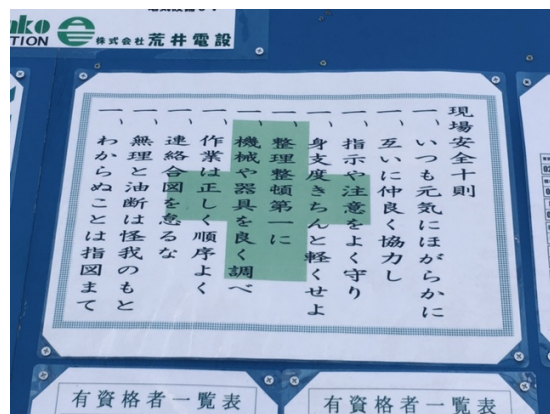 nko
TION
株式会社 荒井電設
現場安全十則
一、いつも元気にほがらかに
一、互いに仲良く協力し
一、指示や注意をよく守り
一、身支度きちんと軽くせよ
一、整理整頓第一に
一、機械や器具を良く調べ
一、作業は正しく順序よく
一、連絡合図を怠るな
一、無理と油断は怪我のもと
一、わからぬことは指図まて
有資格者一覧表
有資格者一覧表